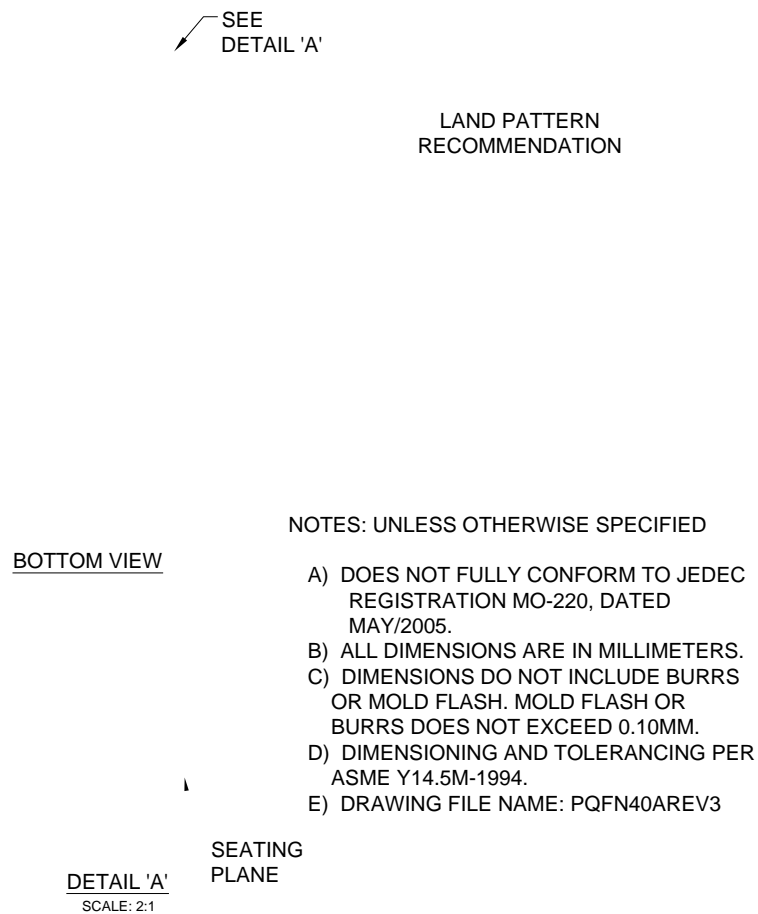 SEE
DETAIL 'A'
LAND PATTERN
RECOMMENDATION
NOTES: UNLESS OTHERWISE SPECIFIED
BOTTOM VIEW
A) DOES NOT FULLY CONFORM TO JEDEC
REGISTRATION MO-220, DATED
MAY/2005.
B) ALL DIMENSIONS ARE IN MILLIMETERS.
C) DIMENSIONS DO NOT INCLUDE BURRS
OR MOLD FLASH. MOLD FLASH OR
BURRS DOES NOT EXCEED 0.10MM.
D) DIMENSIONING AND TOLERANCING PER
ASME Y14.5M-1994.
E) DRAWING FILE NAME: PQFN40AREV3
SEATING
PLANE
DETAIL 'A'
SCALE: 2:1